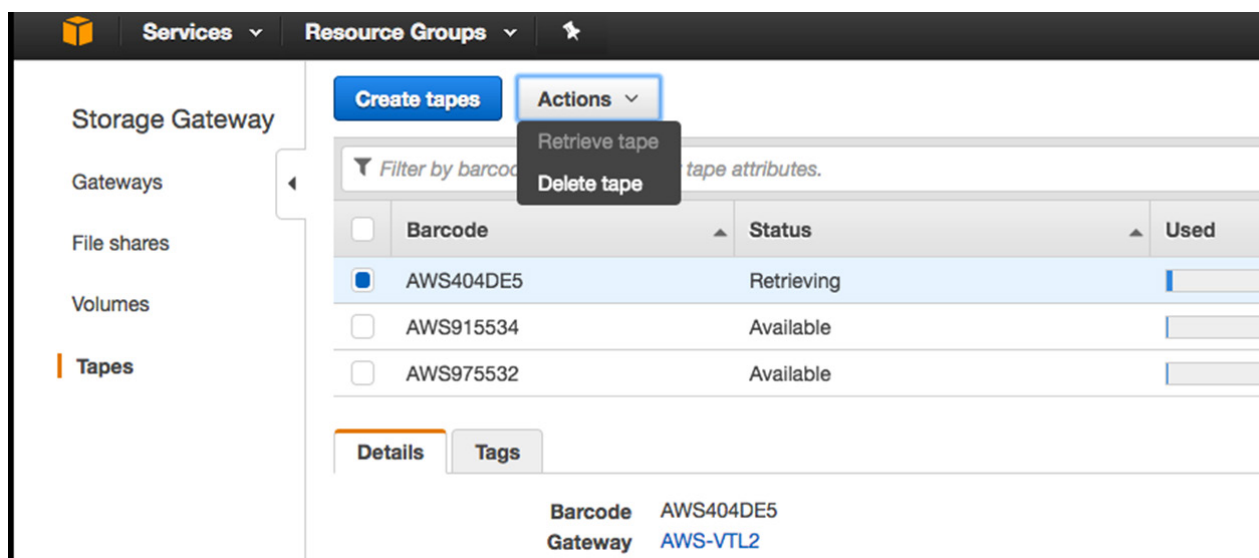 Services Resource Groups
Storage Gateway
Gateways
File shares
Volumes
Tapes
Create tapes Actions
Retrieve tape
Delete tape
Filter by barcod tape attributes.
Barcode Status Used
AWS404DE5 Retrieving
AWS915534 Available
AWS975532 Available
Details Tags
Barcode AWS404DE5
Gateway AWS-VTL2